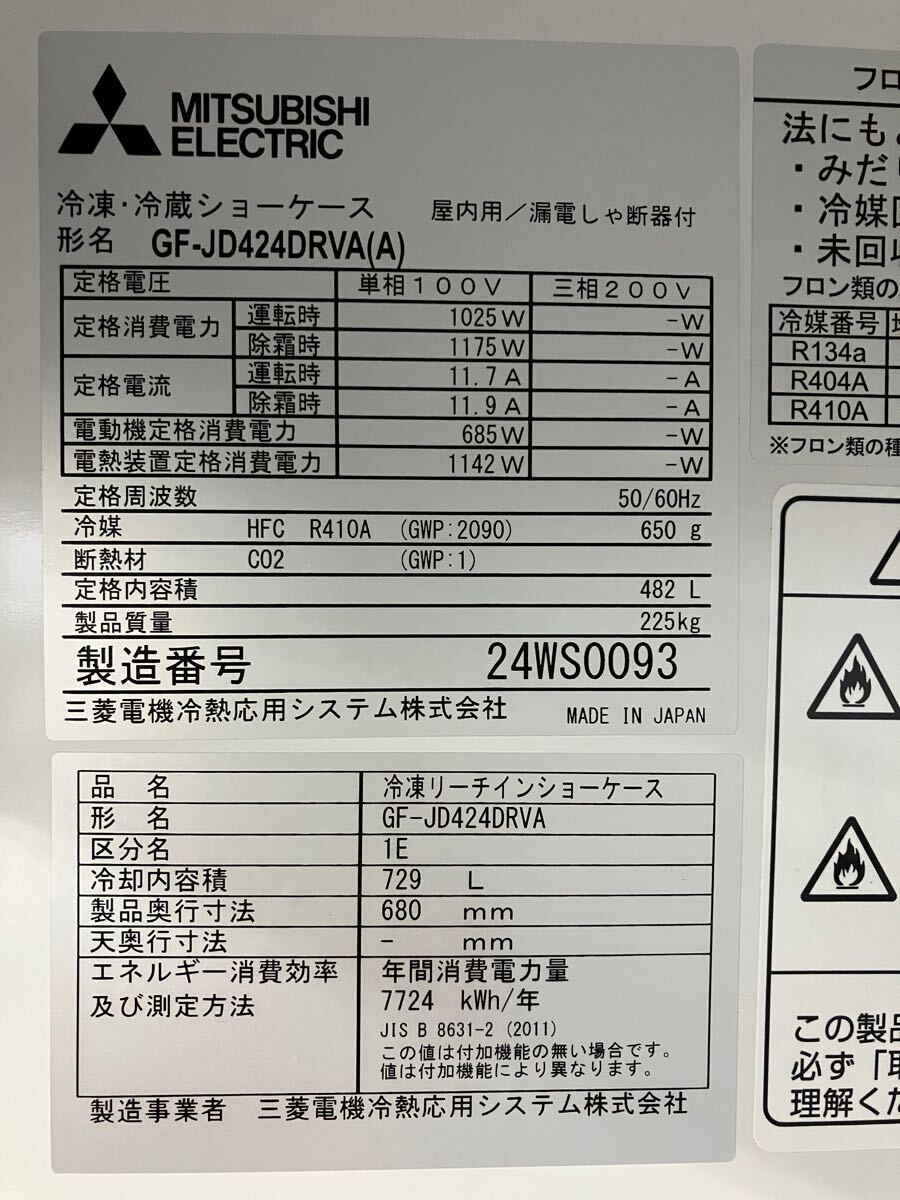 MITSUBISHI
ELECTRIC
冷凍・冷蔵ショーケース 屋内用／漏電しゃ断器付
形名 GF-JD424DRVA(A)
定格電圧 単相100V 三相200V
定格消費電力 運転時 1025W -W
除霜時 1175W -W
定格電流 運転時 11.7A -A
除霜時 11.9A -A
電動機定格消費電力 685W -W
電熱装置定格消費電力 1142W -W
定格周波数 50/60Hz
冷媒 HFC R410A (GWP:2090) 650 g
断熱材 CO2 (GWP:1)
定格内容積 482 L
製品質量 225kg
製造番号 24WS0093
三菱電機冷熱応用システム株式会社 MADE IN JAPAN
品名 冷凍リーチインショーケース
形名 GF-JD424DRVA
区分名 1E
冷却内容積 729 L
製品奥行寸法 680 mm
天奥行寸法 - mm
エネルギー消費効率 年間消費電力量
及び測定方法 7724 kWh/年
JIS B 8631-2 (2011)
この値は付加機能の無い場合です。
値は付加機能により異なります。
製造事業者 三菱電機冷熱応用システム株式会社
フロ
法にも
・みだ
・冷媒
・未回
フロン類の
冷媒番号
R134a
R404A
R410A
※フロン類の種
この製品
必ず「取
理解くだ